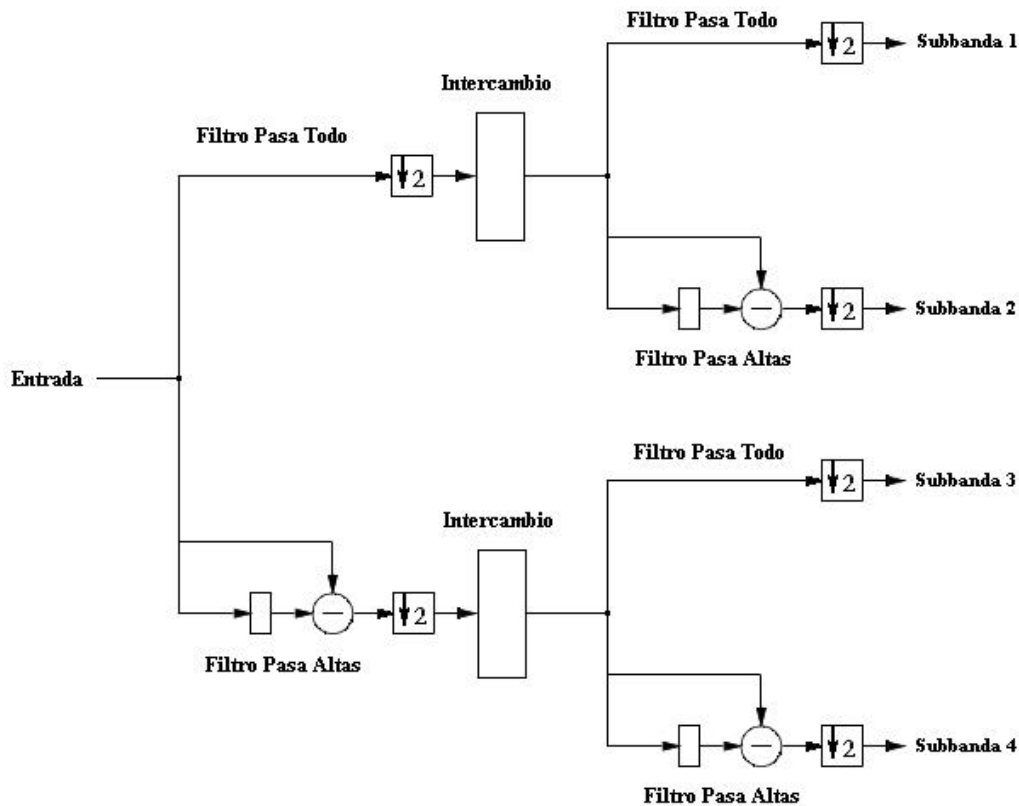 Filtro Pasa Todo
2
Subbanda 1
Intercambio
Filtro Pasa Todo
2
2
Subbanda 2
Filtro Pasa Altas
Entrada
Filtro Pasa Todo
2
Subbanda 3
Intercambio
2
Filtro Pasa Altas
2
Subbanda 4
Filtro Pasa Altas